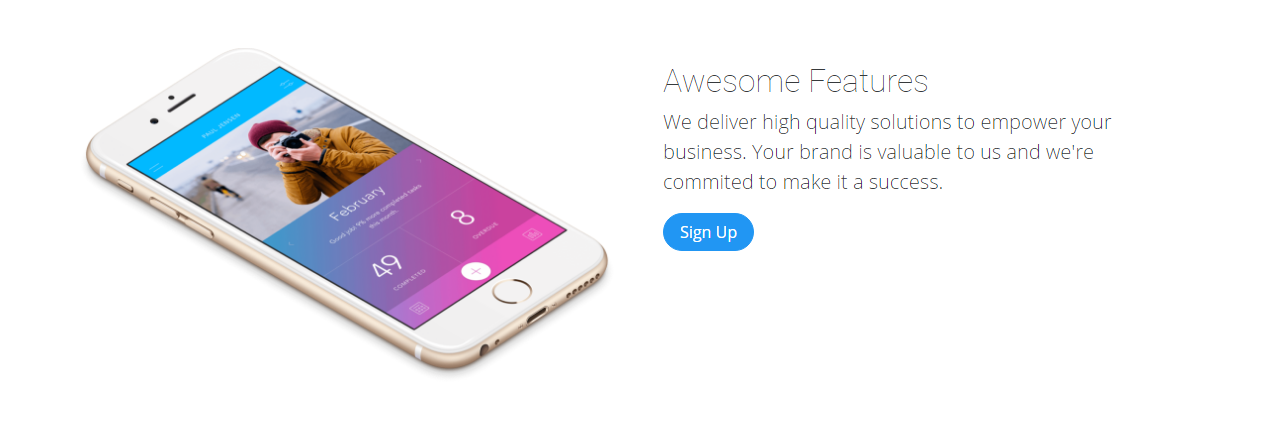 Awesome Features
We deliver high quality solutions to empower your
business. Your brand is valuable to us and we're
commited to make it a success.
Sign Up
PAUL JENSEN
February
Good job! 9% more completed tasks
this month.
49
COMPLETED
8
OVERDUE